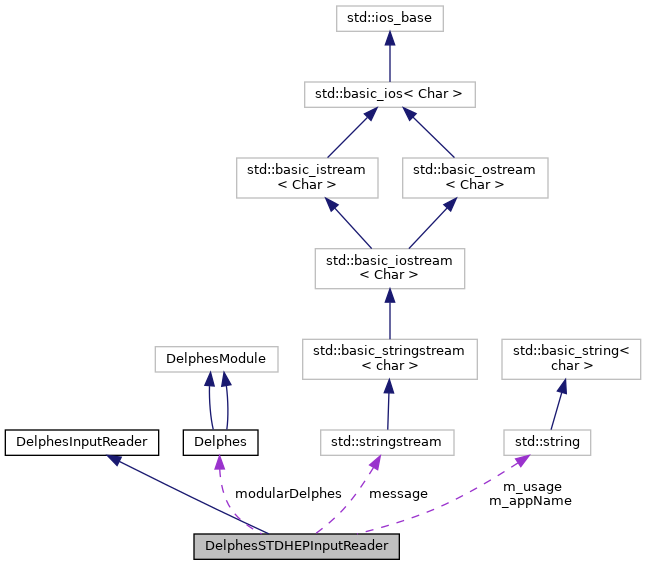 std::ios_base
std::basic_ios< Char >
std::basic_istream
< Char >
std::basic_ostream
< Char >
std::basic_iostream
< Char >
DelphesModule
std::basic_stringstream
< char >
std::basic_string<
char >
DelphesInputReader
Delphes
std::stringstream
std::string
modularDelphes
message
m_usage
m_appName
DelphesSTDHEPInputReader